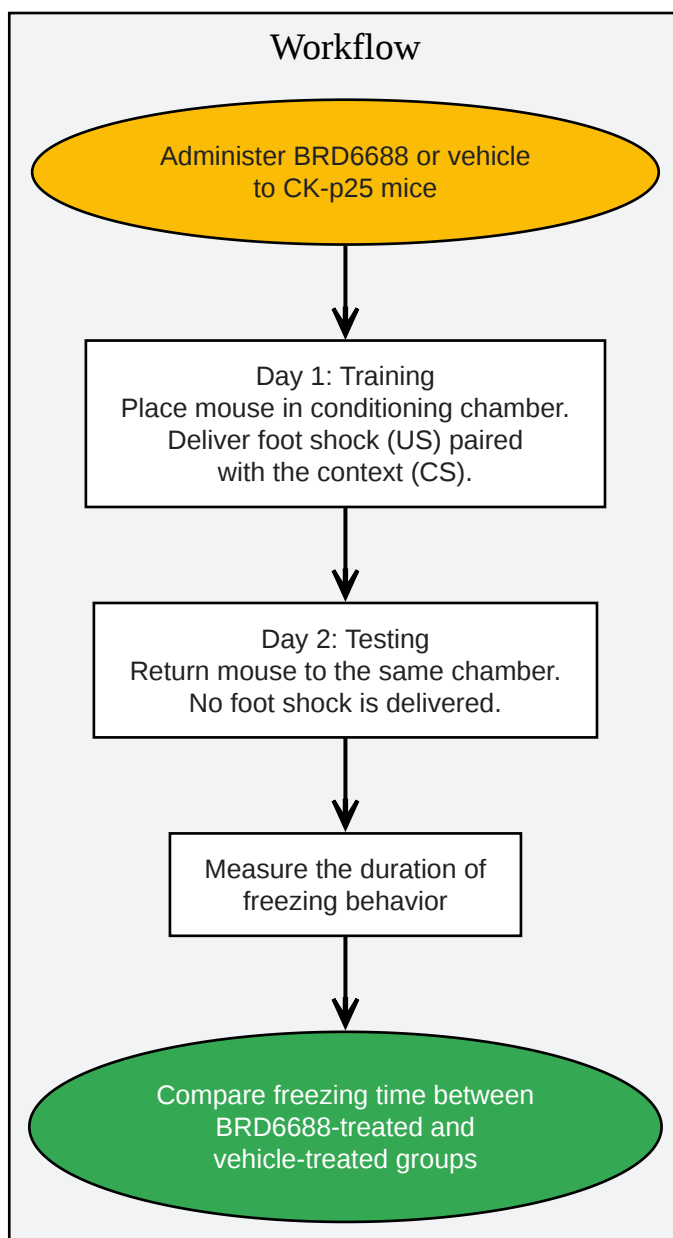 Workflow
Administer BRD6688 or vehicle
to CK-p25 mice
Day 1: Training
Place mouse in conditioning chamber.
Deliver foot shock (US) paired
with the context (CS).
Day 2: Testing
Return mouse to the same chamber.
No foot shock is delivered.
Measure the duration of
freezing behavior
Compare freezing time between
BRD6688-treated and
vehicle-treated groups